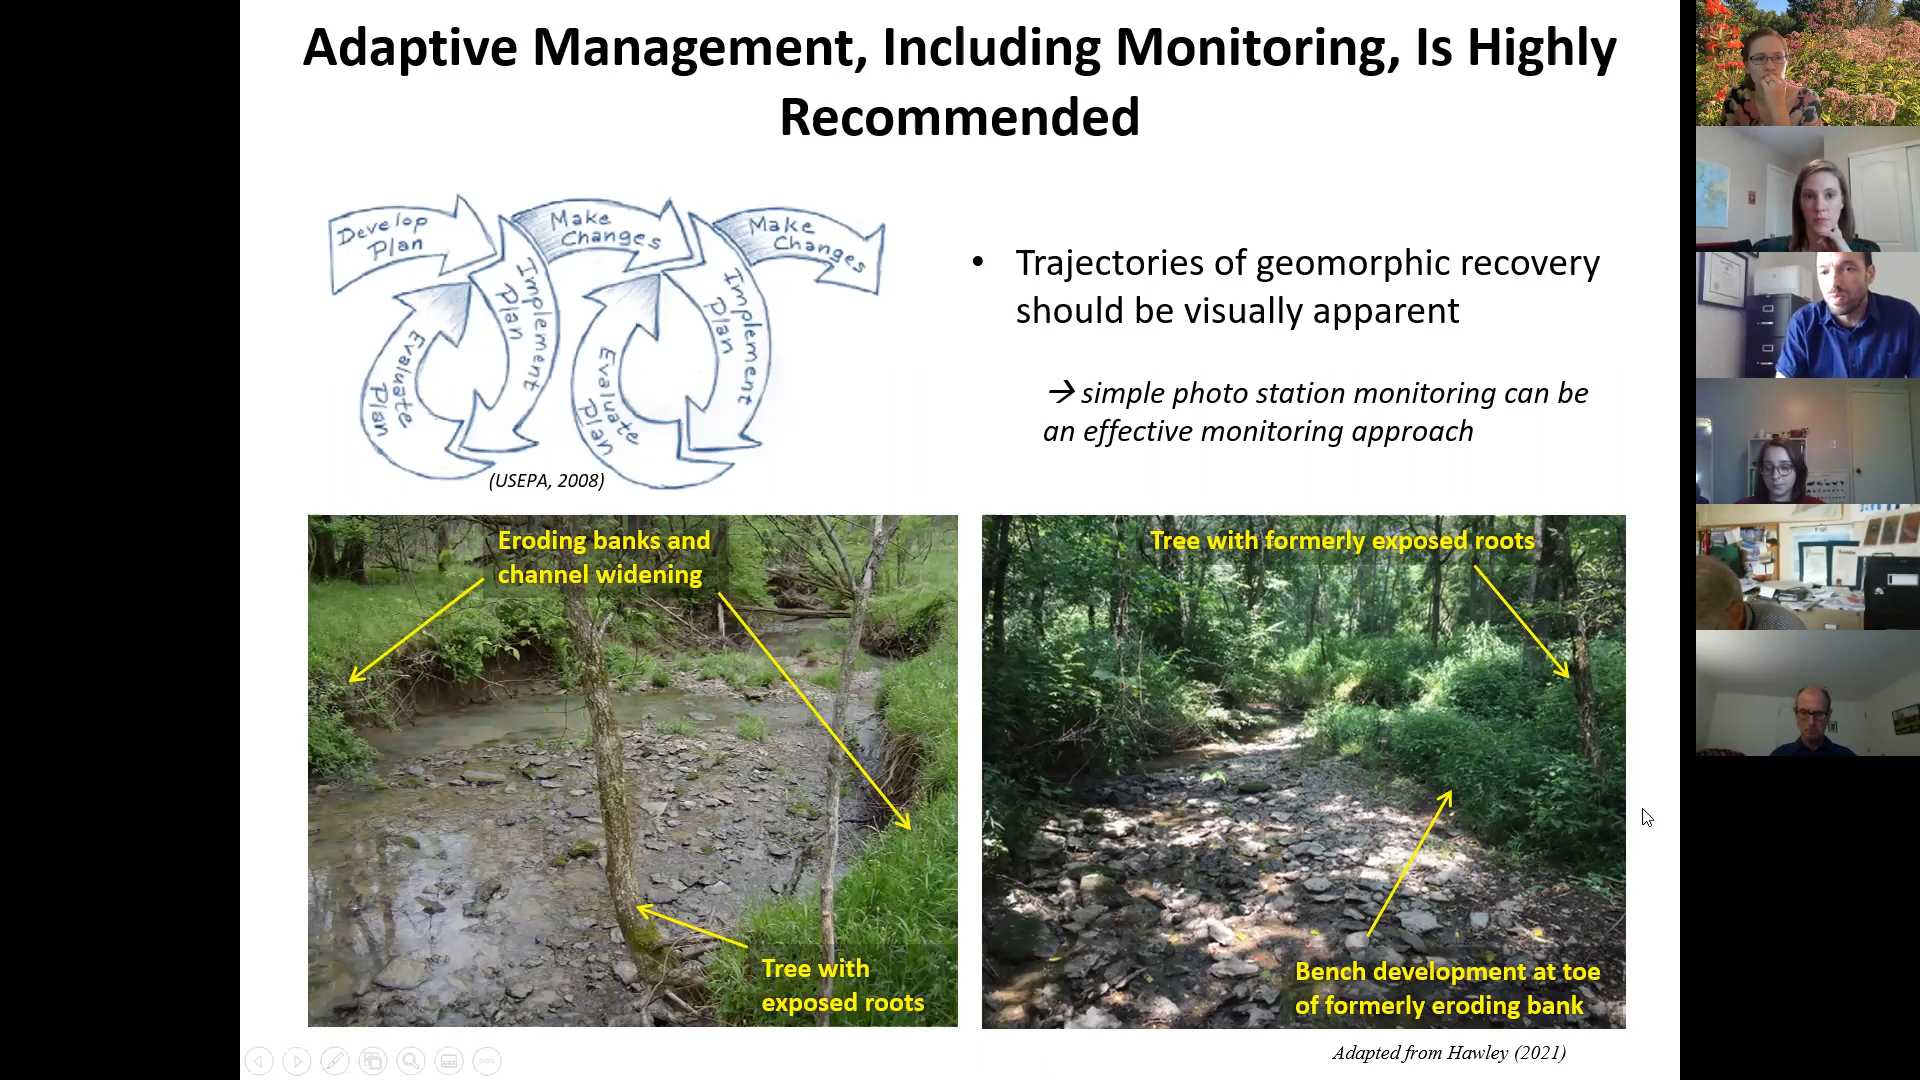 Adaptive Management, Including Monitoring, Is Highly
Recommended
Develop
Plan
Make
Changes
Make
Changes
Implement
Plan
Implement
Plan
Evaluate
Plan
Evaluate
Plan
(USEPA, 2008)
• Trajectories of geomorphic recovery
should be visually apparent
→ simple photo station monitoring can be
an effective monitoring approach
Eroding banks and
channel widening
Tree with
exposed roots
Tree with formerly exposed roots
Bench development at toe
of formerly eroding bank
Adapted from Hawley (2021)